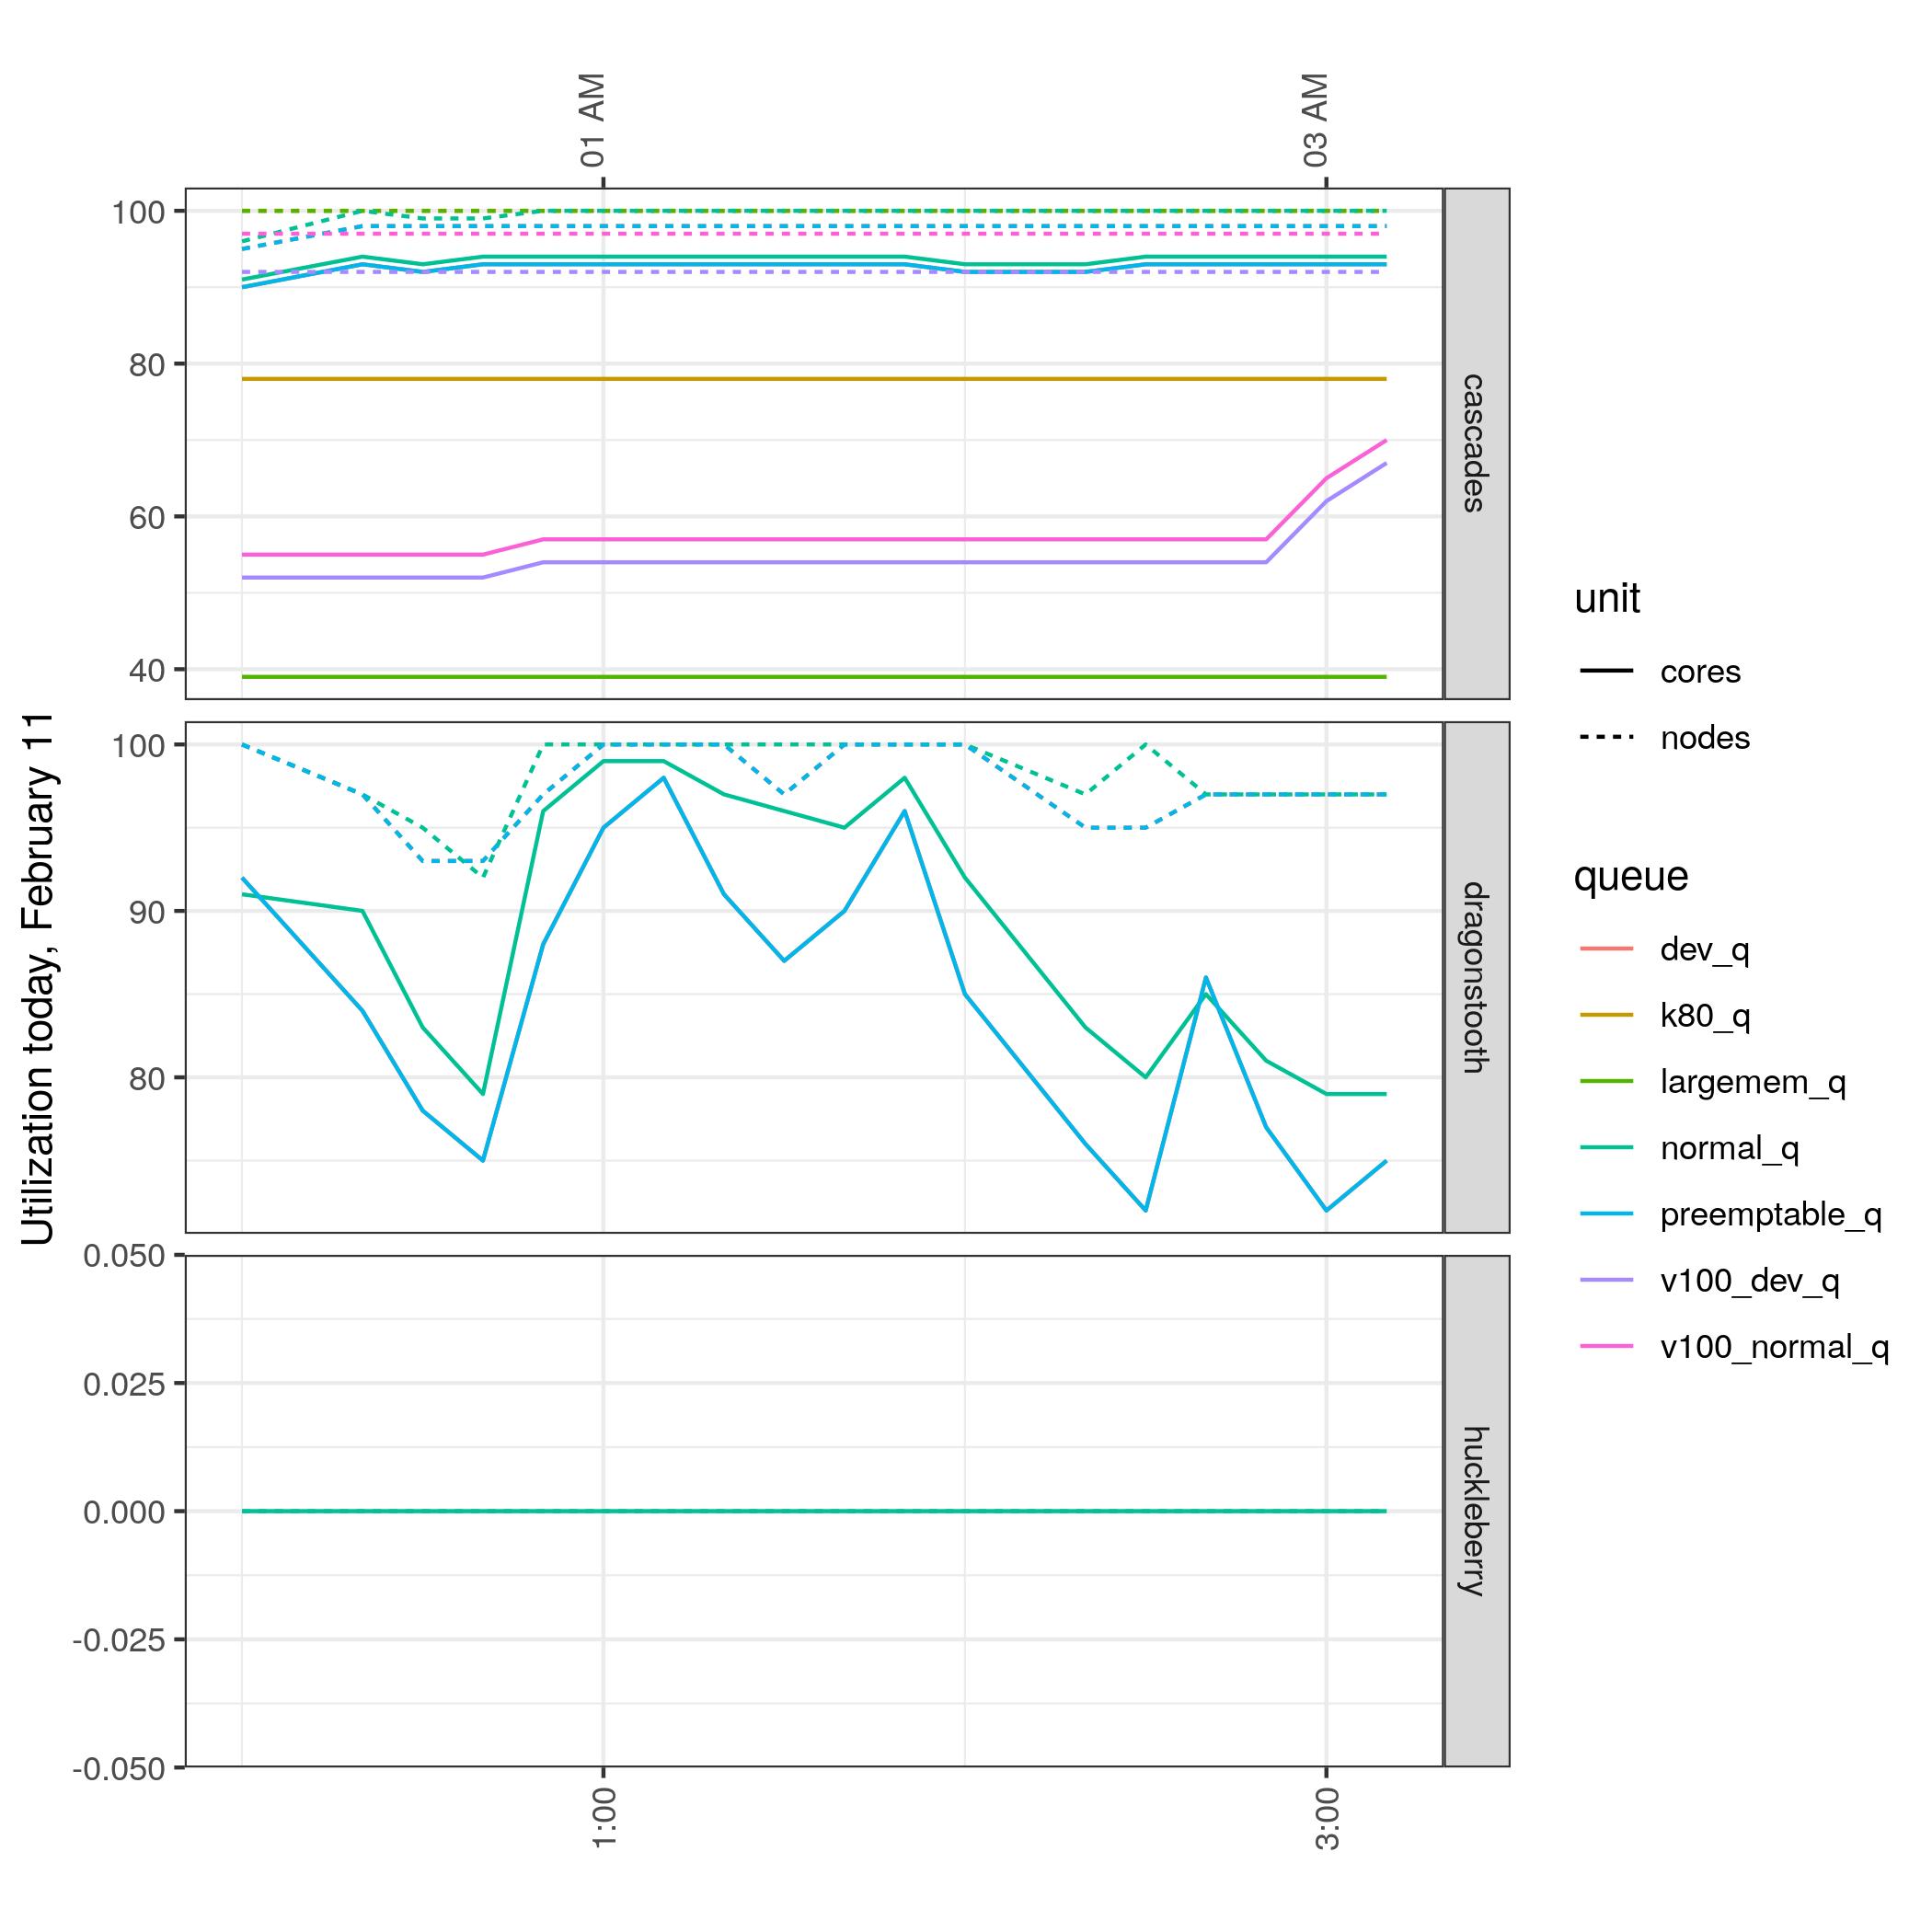 01 AM
03 AM
Utilization today, February 11
100
80
60
40
cascades
100
90
80
dragonstooth
0.050
0.025
0.000
-0.025
-0.050
huckleberry
1:00
3:00
unit
cores
nodes
queue
dev_q
k80_q
largemem_q
normal_q
preemptable_q
v100_dev_q
v100_normal_q